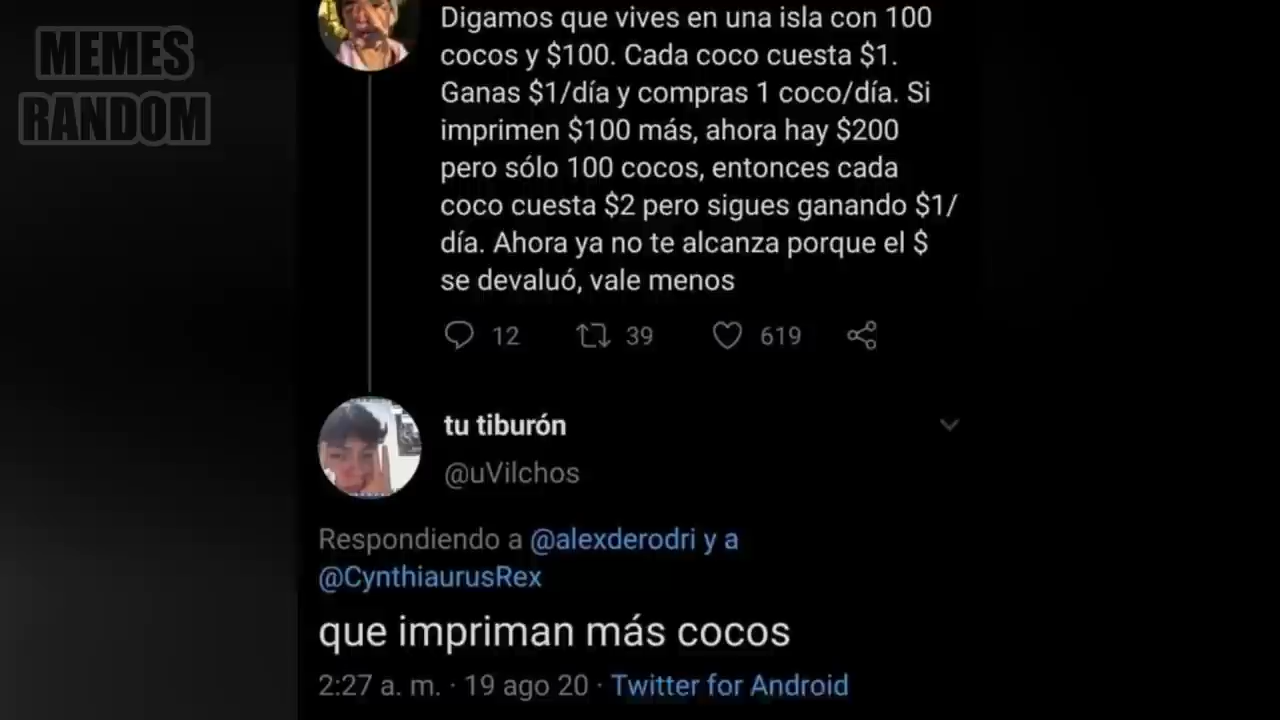 MEMES
RANDOM
Digamos que vives en una isla con 100
cocos y $100. Cada coco cuesta $1.
Ganas $1/día y compras 1 coco/día. Si
imprimen $100 más, ahora hay $200
pero sólo 100 cocos, entonces cada
coco cuesta $2 pero sigues ganando $1/
día. Ahora ya no te alcanza porque el $
se devaluó, vale menos
12 39 619
tu tiburón
@uVilchos
Respondiendo a @alexderodri y a
@CynthiaurusRex
que impriman más cocos
2:27 a. m. · 19 ago 20 · Twitter for Android